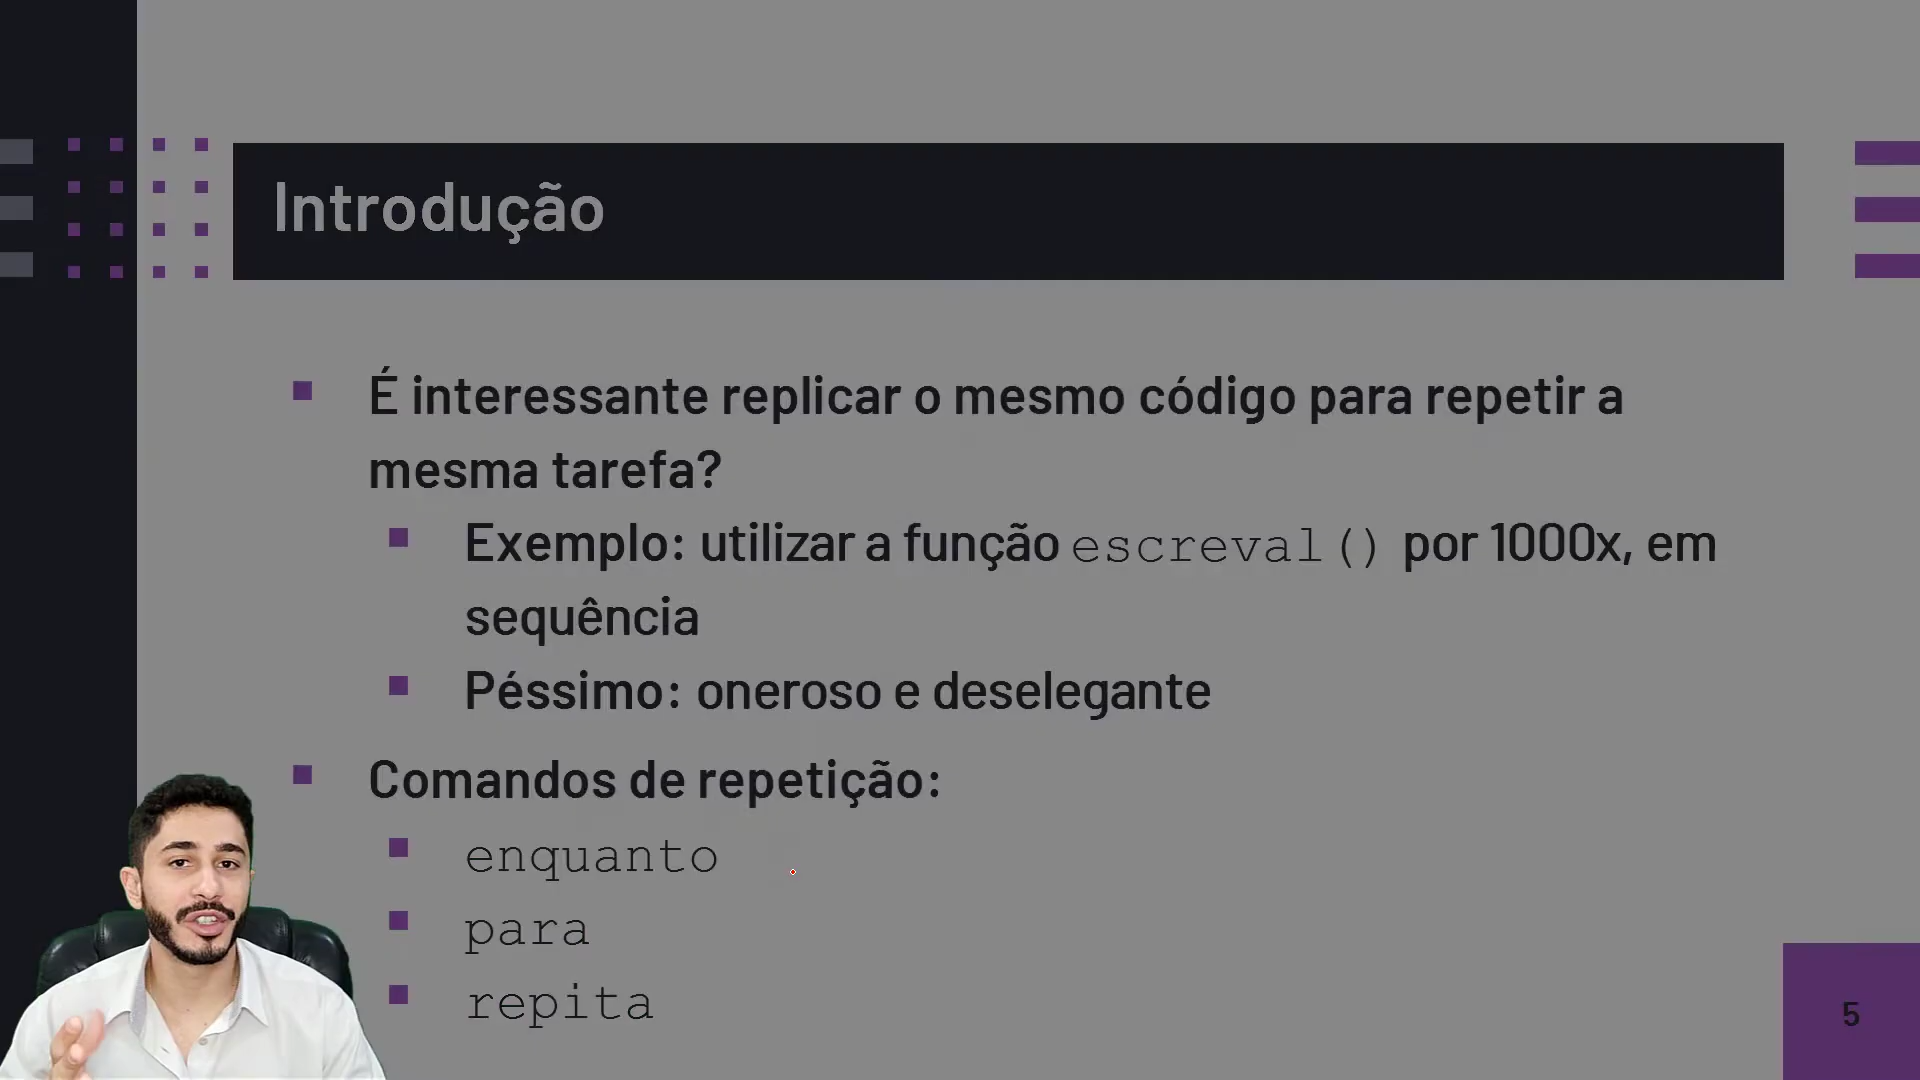 Introdução
É interessante replicar o mesmo código para repetir a
mesma tarefa?
Exemplo: utilizar a função escreval() por 1000x, em
sequência
Péssimo: oneroso e deselegante
Comandos de repetição:
enquanto
para
repita
5